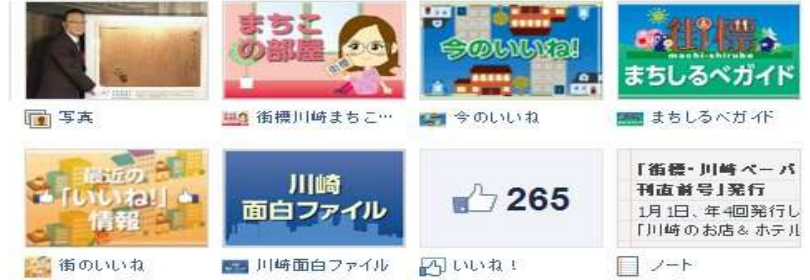 まちこ
の部屋
街標
今のいいね!
街標
machi-shirube
まちしるべガイド
写真
街標川崎まちこ…
今のいいね
まちしるべガイド
最近の
「いいね!」
情報
川崎
面白ファイル
265
「街標・川崎ペーパ
刊直前号」発行
1月1日、年4回発行し
「川崎のお店&ホテル
街のいいね
川崎面白ファイル
いいね!
ノート